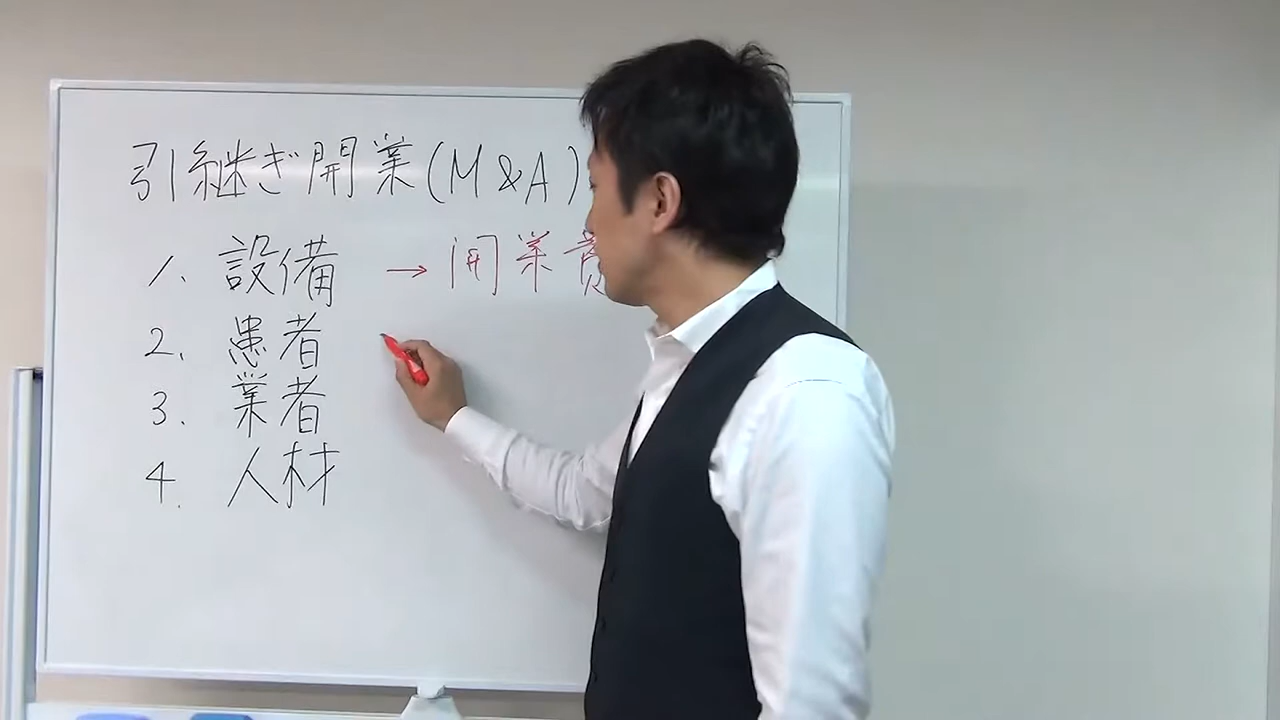 引継ぎ開業(M&A)
1. 設備 → 開業
2. 患者
3. 業者
4. 人材